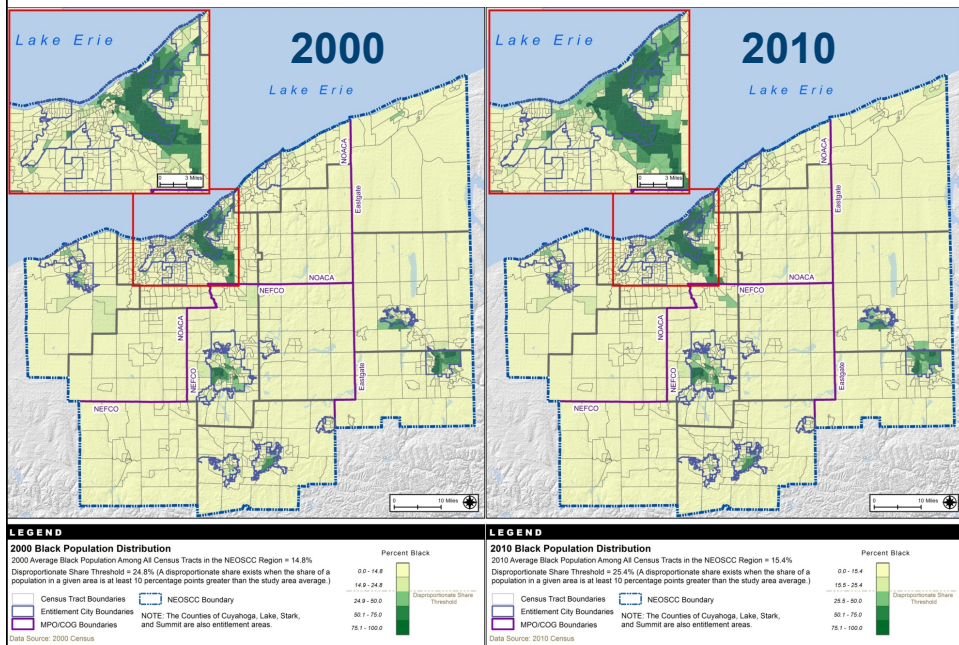 2000
Lake Erie
Lake Erie
3 Miles
0
NOACA
Eastgate
NOACA
NEFCO
NOACA
NEFCO
NEFCO
Eastgate
0
10 Miles
LEGEND
2000 Black Population Distribution
2000 Average Black Population Among All Census Tracts in the NEOSCC Region = 14.8%
Disproportionate Share Threshold = 24.8% (A disproportionate share exists when the share of a
population in a given area is at least 10 percentage points greater than the study area average.)
Census Tract Boundaries
NEOSCC Boundary
Entitlement City Boundaries
MPO/COG Boundaries
NOTE: The Counties of Cuyahoga, Lake, Stark,
and Summit are also entitlement areas.
Data Source: 2000 Census
Percent Black
0.0 - 14.8
14.9 - 24.8
Disproportionate Share
Threshold
24.9 - 50.0
50.1 - 75.0
75.1 - 100.0
2010
Lake Erie
Lake Erie
0
3 Miles
NOACA
Eastgate
NOACA
NEFCO
NOACA
NEFCO
NEFCO
Eastgate
0
10 Miles
LEGEND
2010 Black Population Distribution
2010 Average Black Population Among All Census Tracts in the NEOSCC Region = 15.4%
Disproportionate Share Threshold = 25.4% (A disproportionate share exists when the share of a
population in a given area is at least 10 percentage points greater than the study area average.)
Census Tract Boundaries
NEOSCC Boundary
Entitlement City Boundaries
MPO/COG Boundaries
NOTE: The Counties of Cuyahoga, Lake, Stark,
and Summit are also entitlement areas.
Data Source: 2010 Census
Percent Black
0.0 - 15.4
15.5 - 25.4
Disproportionate Share
Threshold
25.5 - 50.0
50.1 - 75.0
75.1 - 100.0